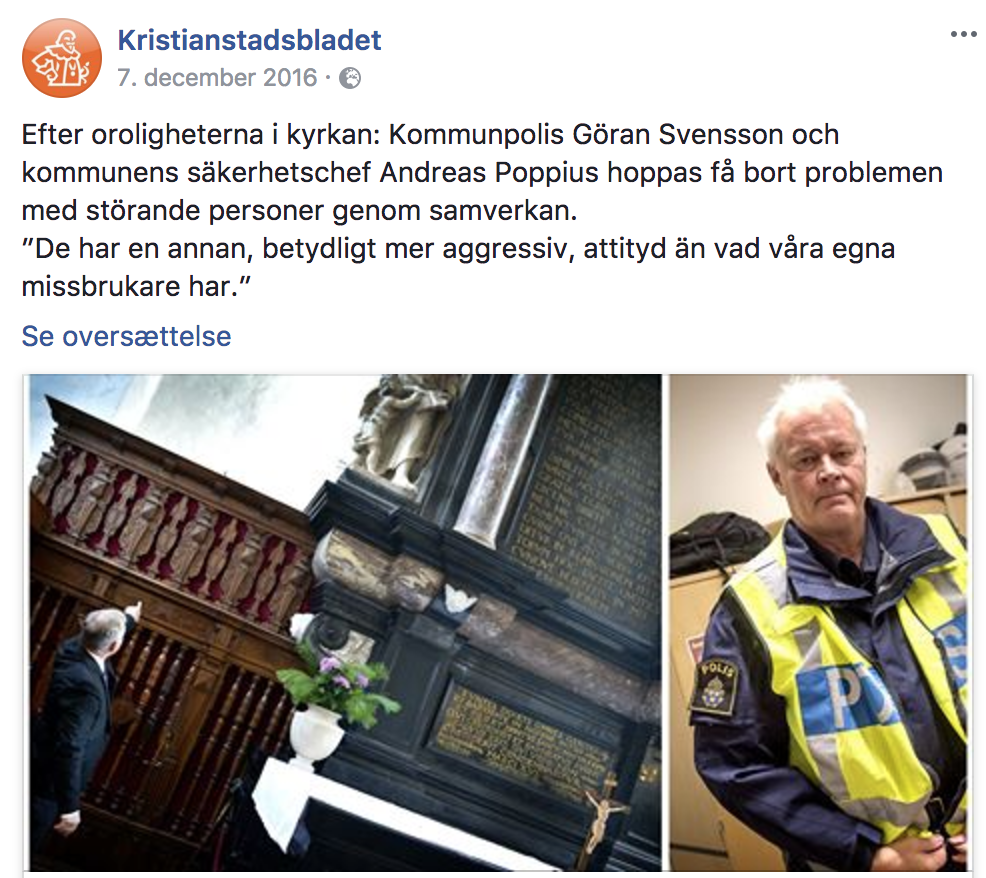 Kristianstadsbladet
7. december 2016 ·
Efter oroligheterna i kyrkan: Kommunpolis Göran Svensson och
kommunens säkerhetschef Andreas Poppius hoppas få bort problemen
med störande personer genom samverkan.
”De har en annan, betydligt mer aggressiv, attityd än vad våra egna
missbrukare har.”
Se oversættelse
POLIS